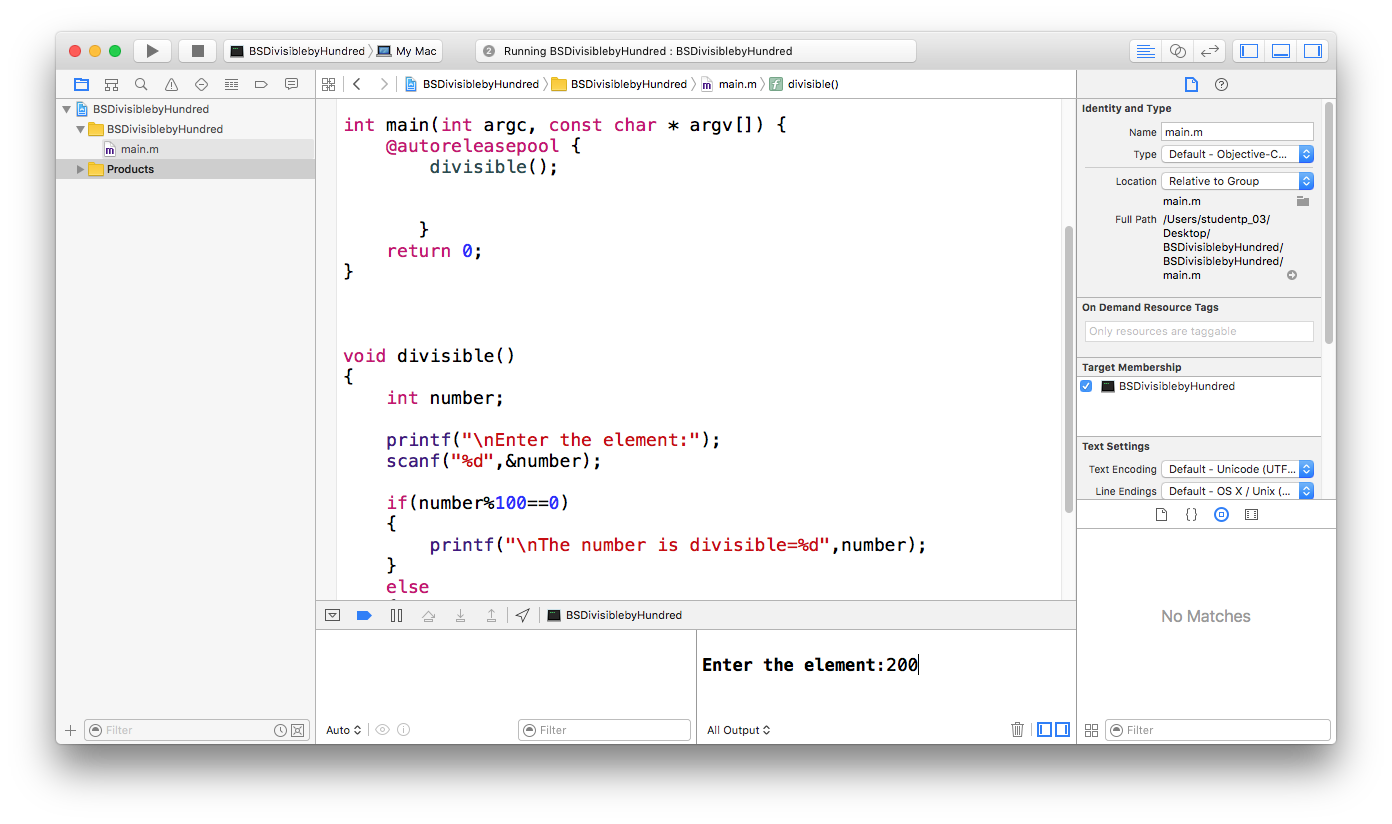 BSDivisiblebyHundred
My Mac
2
Running BSDivisiblebyHundred : BSDivisiblebyHundred
BSDivisiblebyHundred
BSDivisiblebyHundred
m main.m
Products
Filter
BSDivisiblebyHundred
BSDivisiblebyHundred
m main.m
f divisible()
int main(int argc, const char * argv[]) {
@autoreleasepool {
divisible();
}
return 0;
}
void divisible()
{
int number;
printf("\nEnter the element:");
scanf("%d",&number);
if(number%100==0)
{
printf("\nThe number is divisible=%d",number);
}
else
BSDivisiblebyHundred
Auto
Filter
Enter the element:200
All Output
Identity and Type
Name main.m
Type Default - Objective-C...
Location Relative to Group
main.m
Full Path /Users/studentp_03/
Desktop/
BSDivisiblebyHundred/
BSDivisiblebyHundred/
main.m
On Demand Resource Tags
Only resources are taggable
Target Membership
BSDivisiblebyHundred
Text Settings
Text Encoding Default - Unicode (UTF...
Line Endings Default - OS X / Unix (...
{}
No Matches
Filter